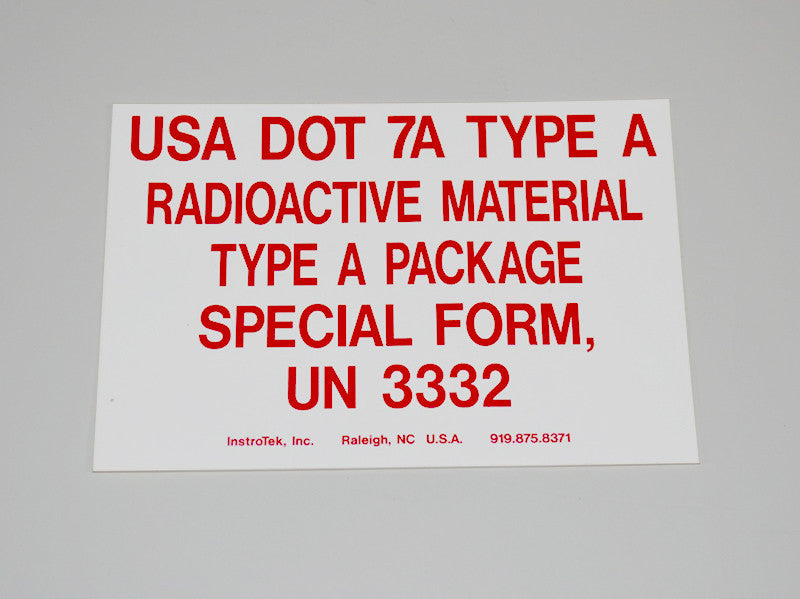 USA DOT 7A TYPE A
RADIOACTIVE MATERIAL
TYPE A PACKAGE
SPECIAL FORM,
UN 3332
InstroTek, Inc. Raleigh, NC U.S.A. 919.875.8371